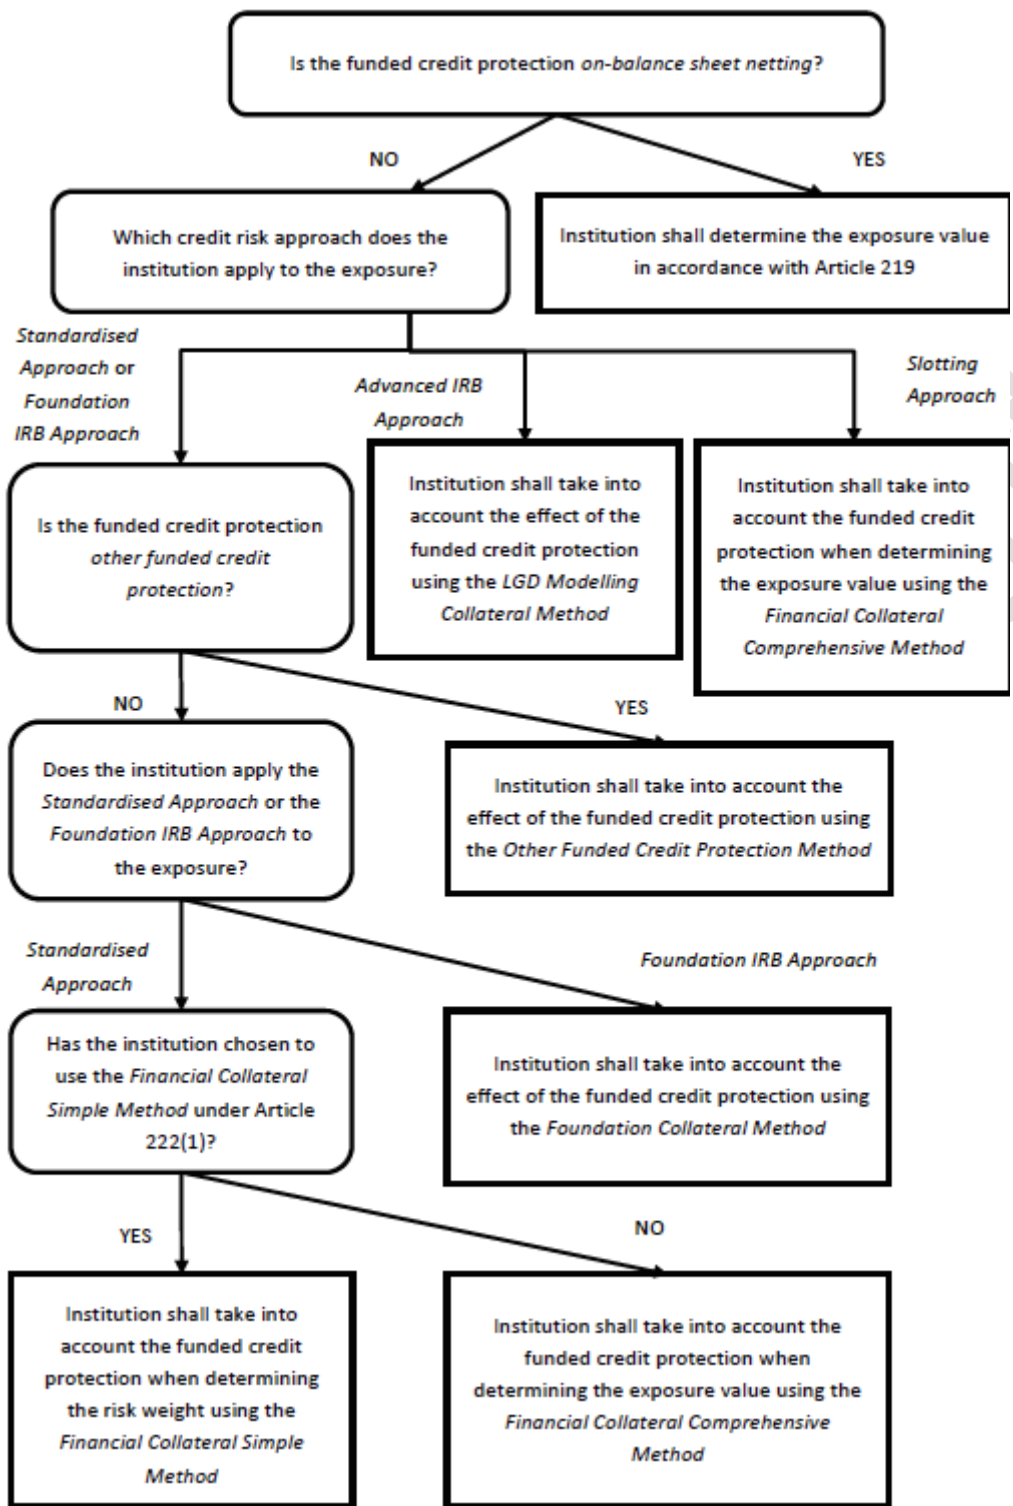 Is the funded credit protection on-balance sheet netting?
NO
YES
Which credit risk approach does the
institution apply to the exposure?
Institution shall determine the exposure value
in accordance with Article 219
Standardised
Approach or
Foundation
IRB Approach
Advanced IRB
Approach
Slotting
Approach
Is the funded credit protection
other funded credit
protection?
Institution shall take into
account the effect of the
funded credit protection
using the LGD Modelling
Collateral Method
Institution shall take into
account the funded credit
protection when determining
the exposure value using the
Financial Collateral
Comprehensive Method
NO
YES
Does the institution apply the
Standardised Approach or the
Foundation IRB Approach to
the exposure?
Institution shall take into account the
effect of the funded credit protection using
the Other Funded Credit Protection Method
Standardised
Approach
Foundation IRB Approach
Has the institution chosen to
use the Financial Collateral
Simple Method under Article
222(1)?
Institution shall take into account the
effect of the funded credit protection using
the Foundation Collateral Method
YES
NO
Institution shall take into
account the funded credit
protection when determining
the risk weight using the
Financial Collateral Simple
Method
Institution shall take into account the
funded credit protection when
determining the exposure value using the
Financial Collateral Comprehensive
Method